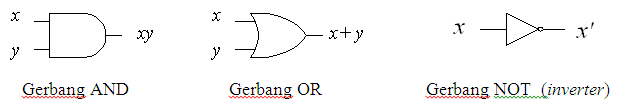 x
y
xy
x
y
x+y
x
x'
Gerbang AND
Gerbang OR
Gerbang NOT (inverter)